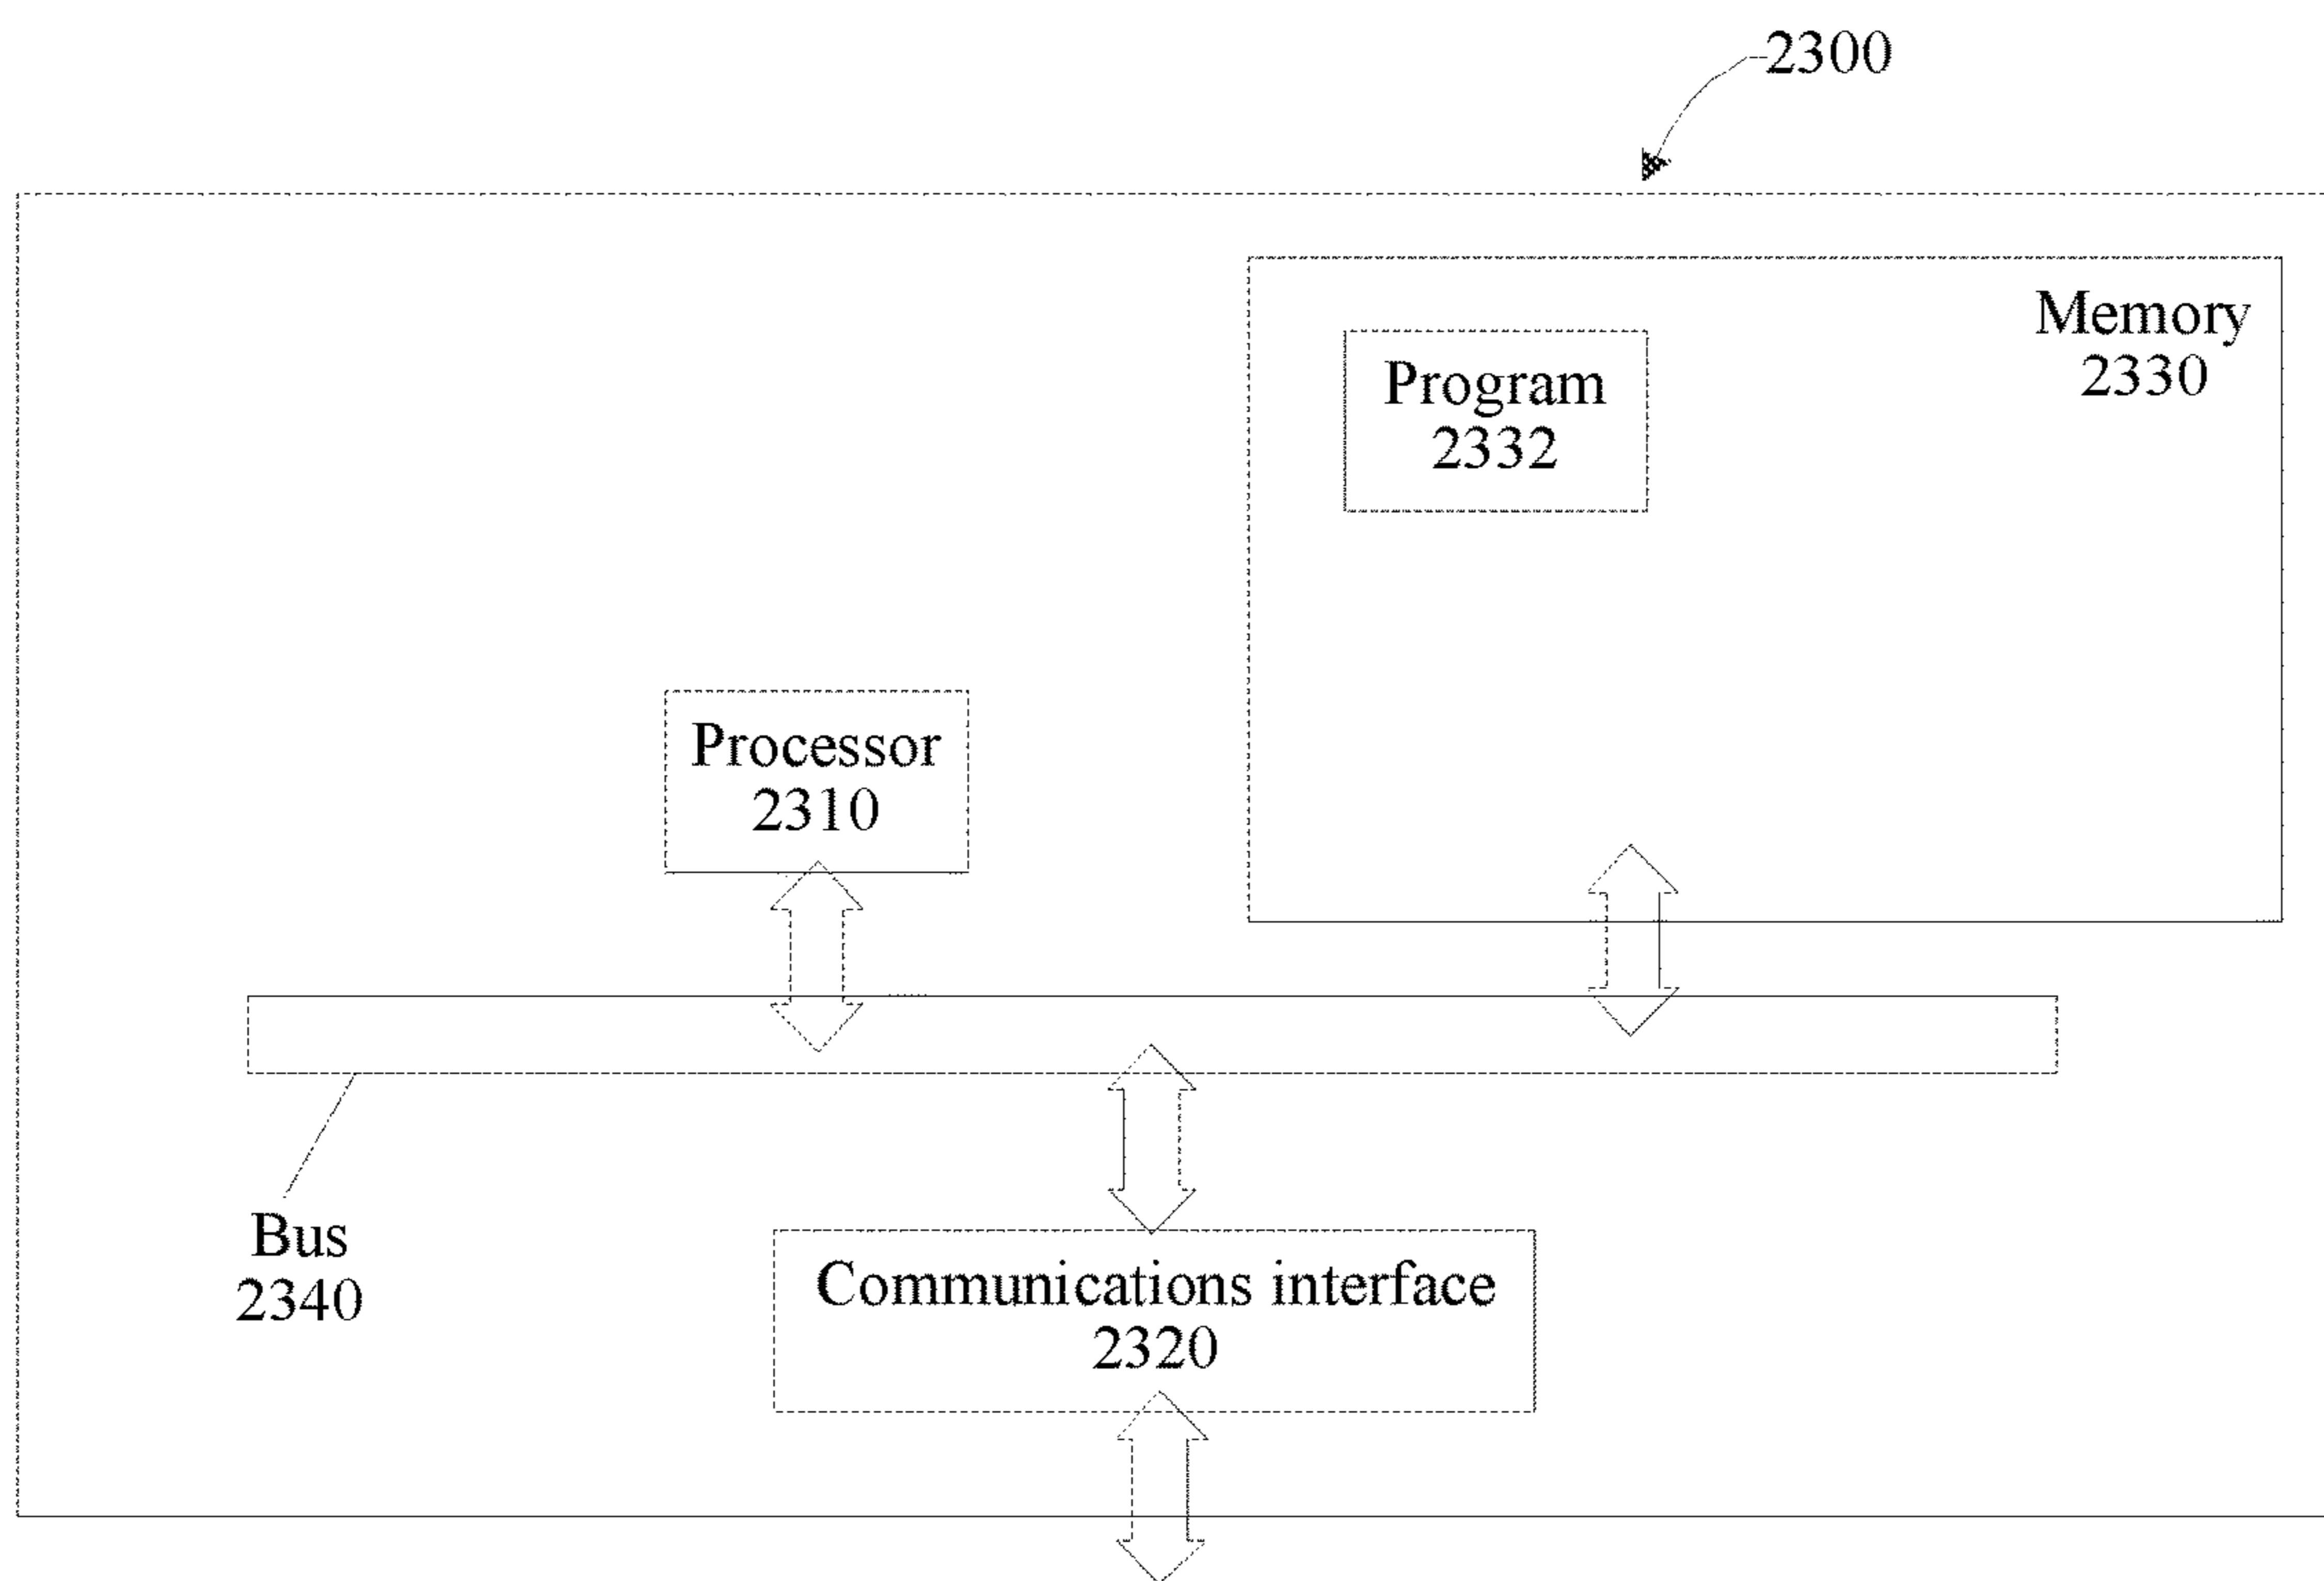 2300
Memory
2330
Program
2332
Processor
2310
Bus
2340
Communications interface
2320